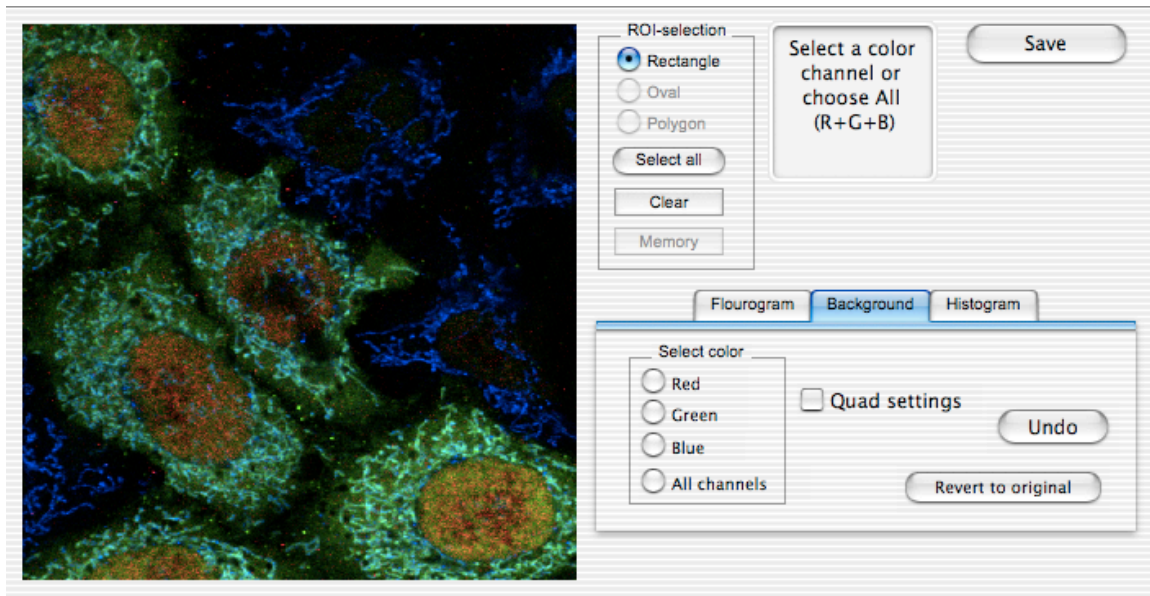 ROI-selection
Rectangle
Oval
Polygon
Select all
Clear
Memory
Select a color
channel or
choose All
(R+G+B)
Save
Flourogram
Background
Histogram
Select color
Red
Green
Blue
All channels
Quad settings
Undo
Revert to original